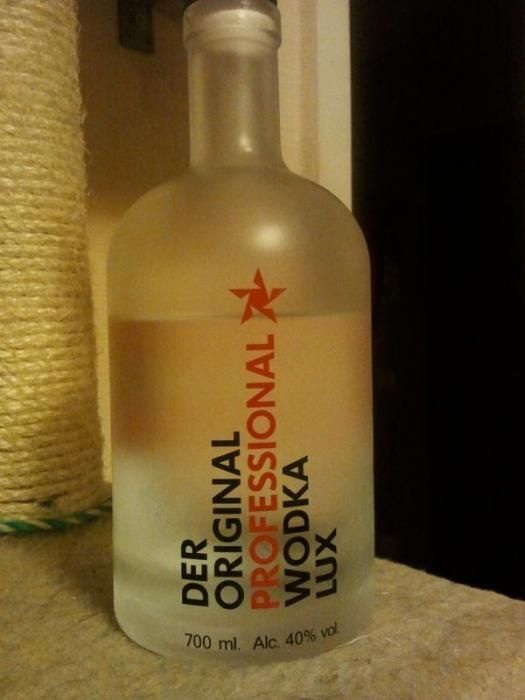 DER
ORIGINAL
PROFESSIONAL
WODKA
LUX
700 ml. Alc. 40% vol.